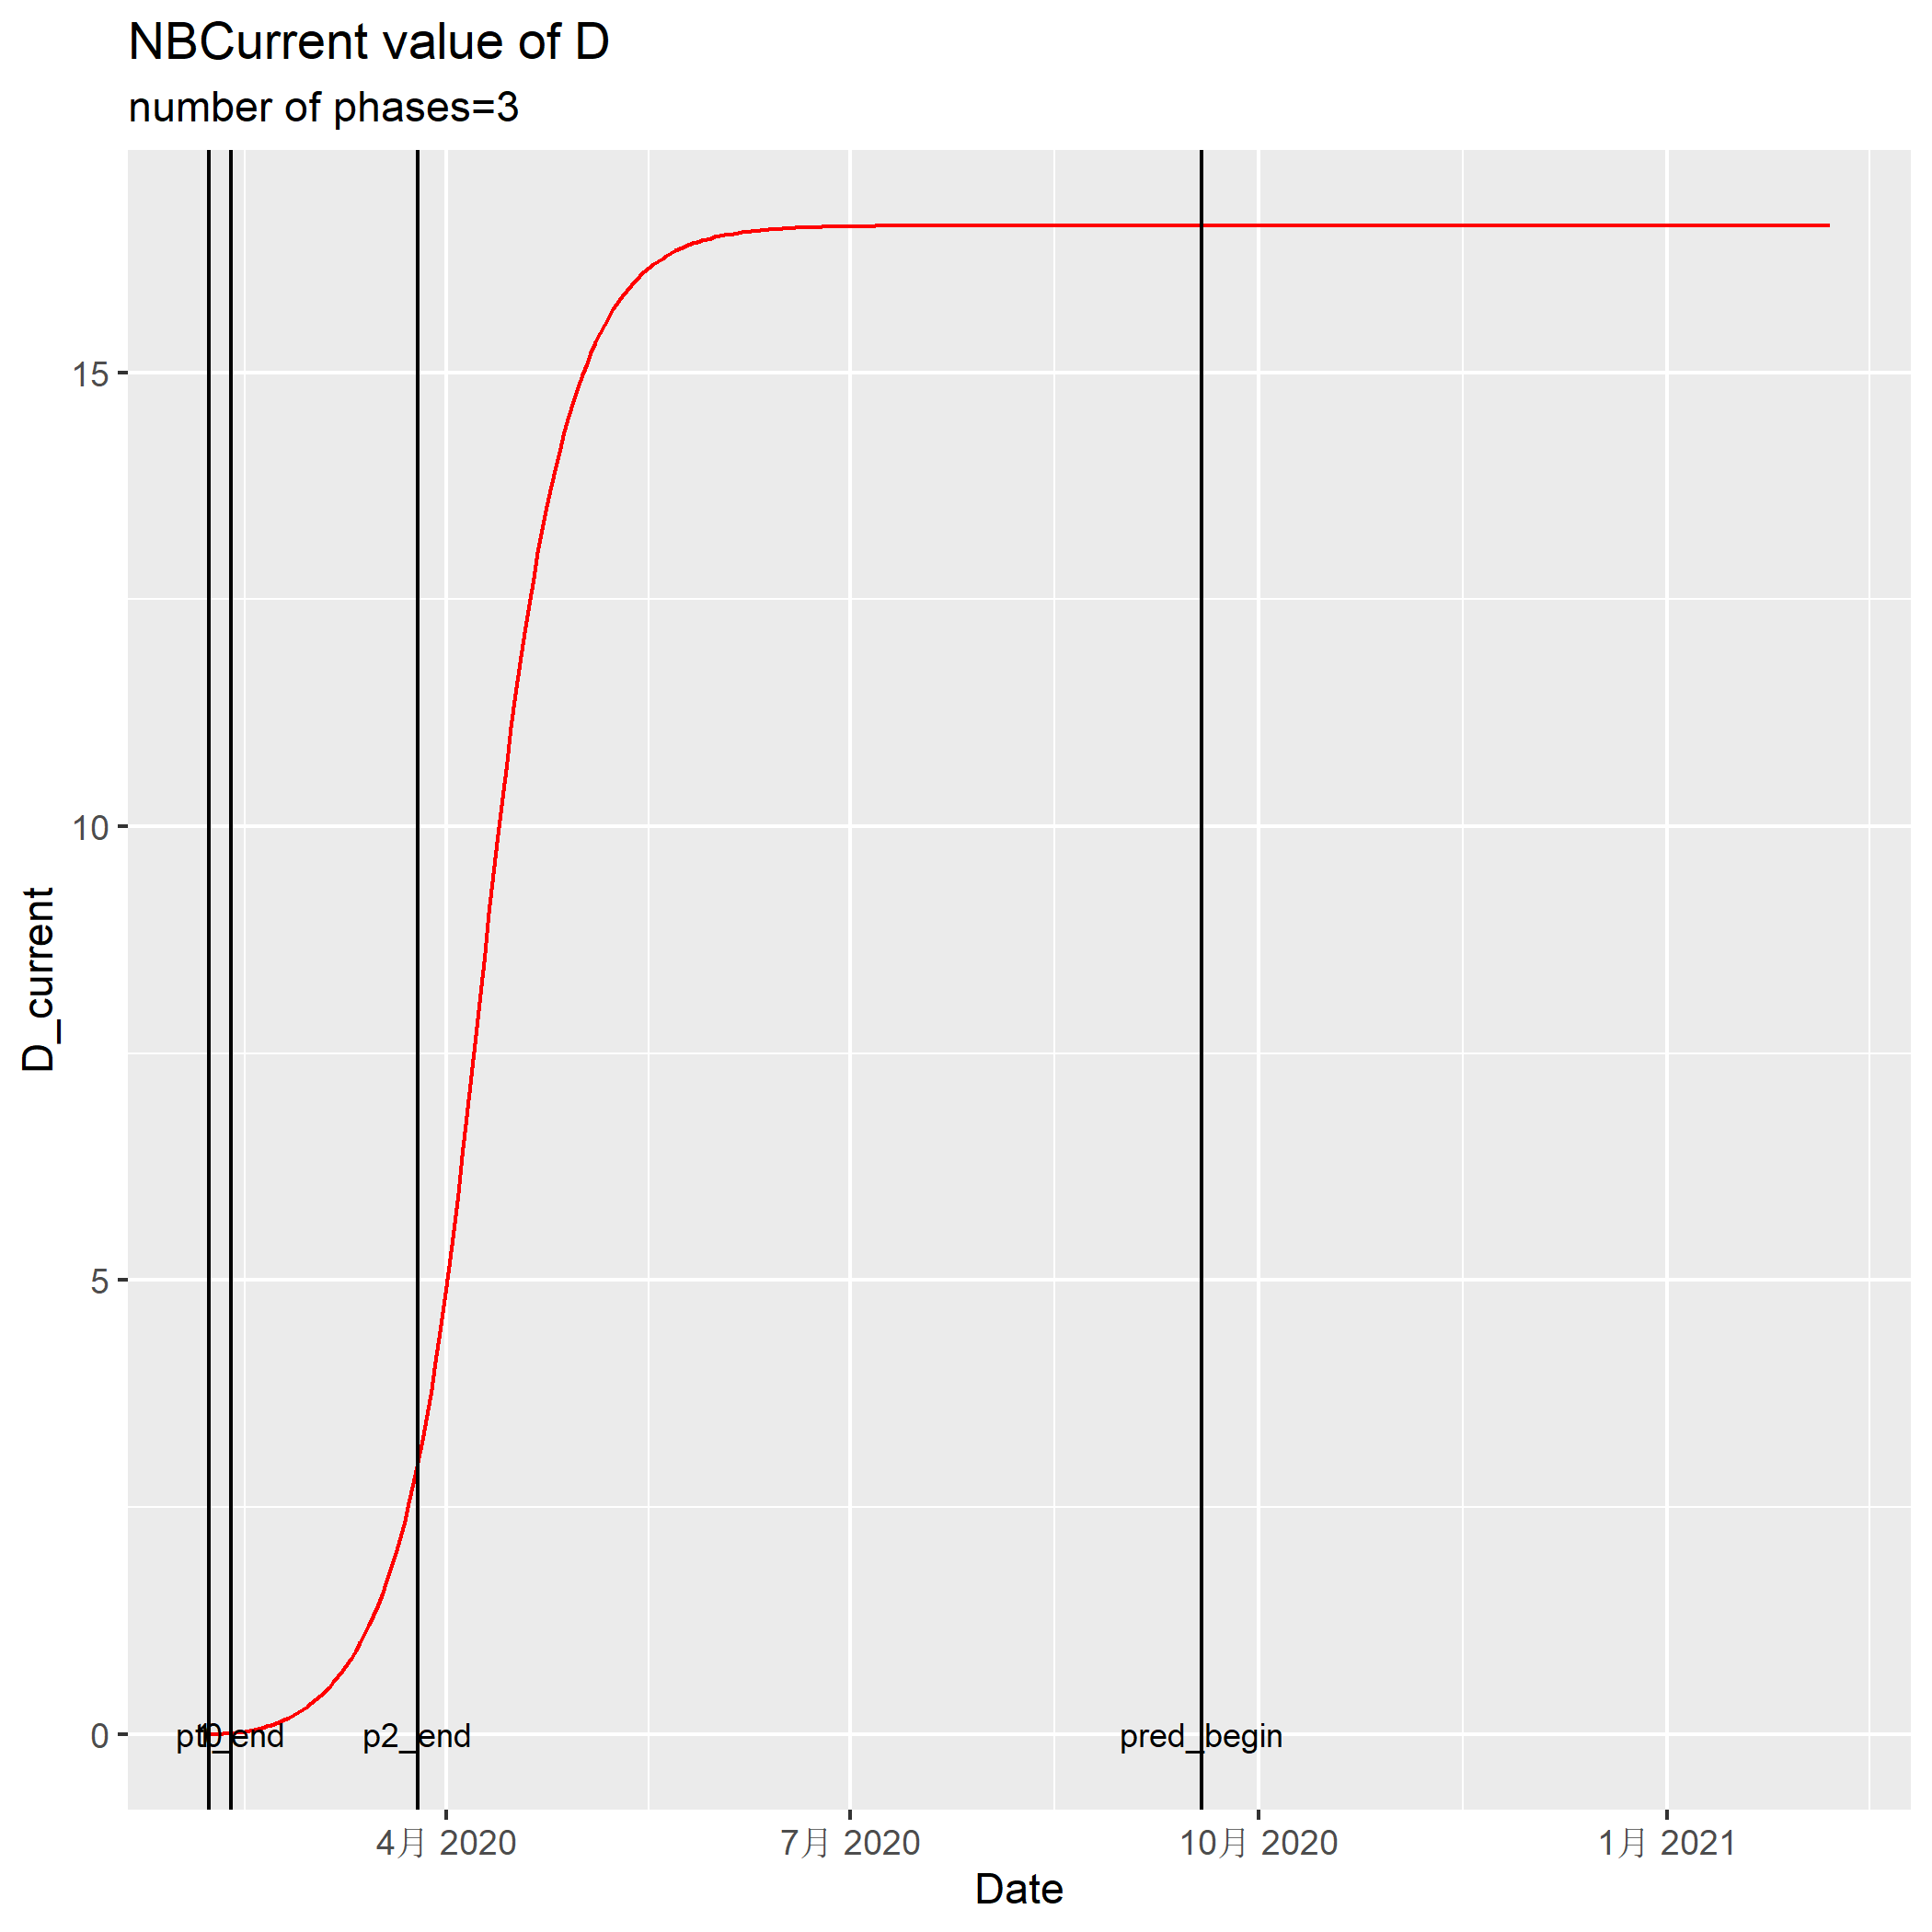 NBCurrent value of D
number of phases=3
D_current
15
10
5
0
p2_end
pred_begin
4月 2020
7月 2020
10月 2020
1月 2021
Date